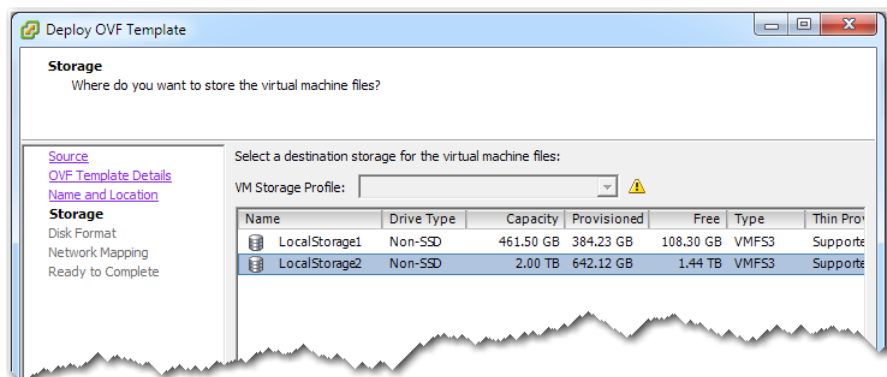 Deploy OVF Template
Storage
Where do you want to store the virtual machine files?
Source
OVF Template Details
Name and Location
Storage
Disk Format
Network Mapping
Ready to Complete
Select a destination storage for the virtual machine files:
VM Storage Profile:
Name Drive Type Capacity Provisioned Free Type Thin Prov
LocalStorage1 Non-SSD 461.50 GB 384.23 GB 108.30 GB VMFS3 Supporte
LocalStorage2 Non-SSD 2.00 TB 642.12 GB 1.44 TB VMFS3 Supporte